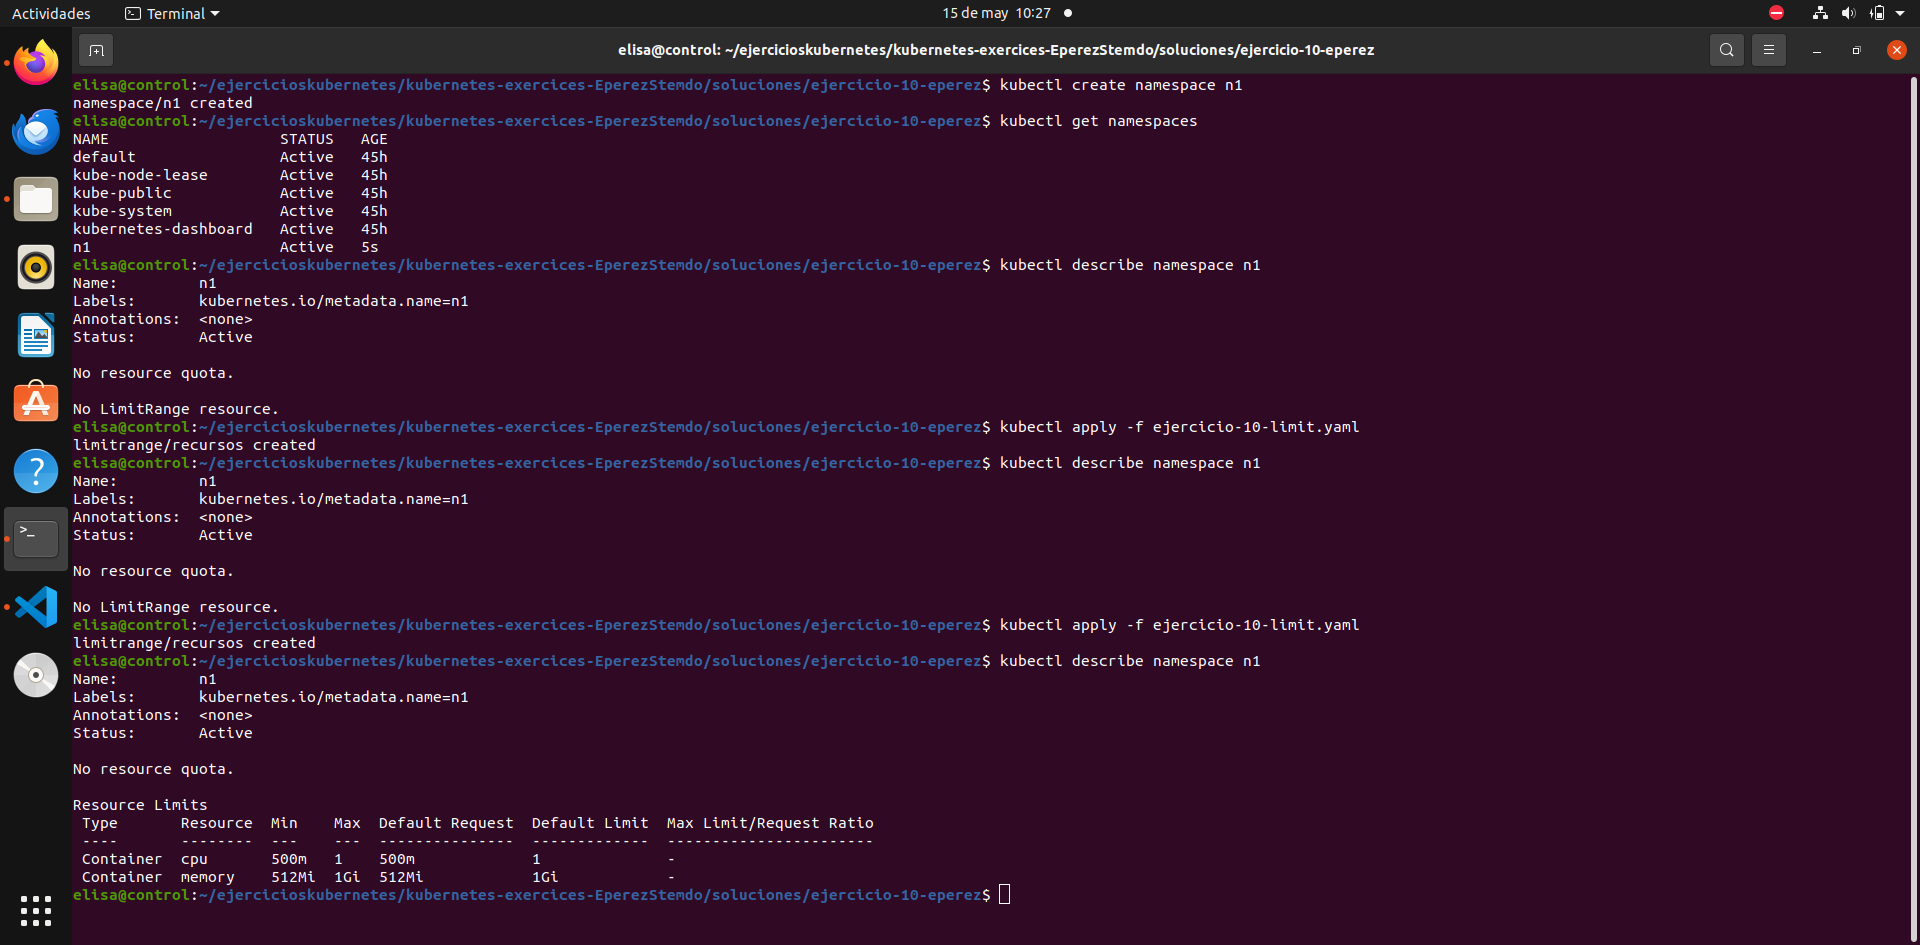 Actividades
Terminal
15 de may 10:27
elisa@control: ~/ejercicioskubernetes/kubernetes-exercices-EperezStemdo/soluciones/ejercicio-10-eperez
elisa@control:~/ejercicioskubernetes/kubernetes-exercices-EperezStemdo/soluciones/ejercicio-10-eperez$ kubectl create namespace n1
namespace/n1 created
elisa@control:~/ejercicioskubernetes/kubernetes-exercices-EperezStemdo/soluciones/ejercicio-10-eperez$ kubectl get namespaces
NAME                   STATUS   AGE
default                Active   45h
kube-node-lease        Active   45h
kube-public            Active   45h
kube-system            Active   45h
kubernetes-dashboard   Active   45h
n1                     Active   5s
elisa@control:~/ejercicioskubernetes/kubernetes-exercices-EperezStemdo/soluciones/ejercicio-10-eperez$ kubectl describe namespace n1
Name:         n1
Labels:       kubernetes.io/metadata.name=n1
Annotations:  <none>
Status:       Active
No resource quota.
No LimitRange resource.
elisa@control:~/ejercicioskubernetes/kubernetes-exercices-EperezStemdo/soluciones/ejercicio-10-eperez$ kubectl apply -f ejercicio-10-limit.yaml
limitrange/recursos created
elisa@control:~/ejercicioskubernetes/kubernetes-exercices-EperezStemdo/soluciones/ejercicio-10-eperez$ kubectl describe namespace n1
Name:         n1
Labels:       kubernetes.io/metadata.name=n1
Annotations:  <none>
Status:       Active
No resource quota.
No LimitRange resource.
elisa@control:~/ejercicioskubernetes/kubernetes-exercices-EperezStemdo/soluciones/ejercicio-10-eperez$ kubectl apply -f ejercicio-10-limit.yaml
limitrange/recursos created
elisa@control:~/ejercicioskubernetes/kubernetes-exercices-EperezStemdo/soluciones/ejercicio-10-eperez$ kubectl describe namespace n1
Name:         n1
Labels:       kubernetes.io/metadata.name=n1
Annotations:  <none>
Status:       Active
No resource quota.
Resource Limits
 Type       Resource  Min    Max  Default Request  Default Limit  Max Limit/Request Ratio
 ----       --------  ---    ---  ---------------  -------------  -----------------------
 Container  cpu       500m   1    500m             1              -
 Container  memory    512Mi  1Gi  512Mi            1Gi            -
elisa@control:~/ejercicioskubernetes/kubernetes-exercices-EperezStemdo/soluciones/ejercicio-10-eperez$